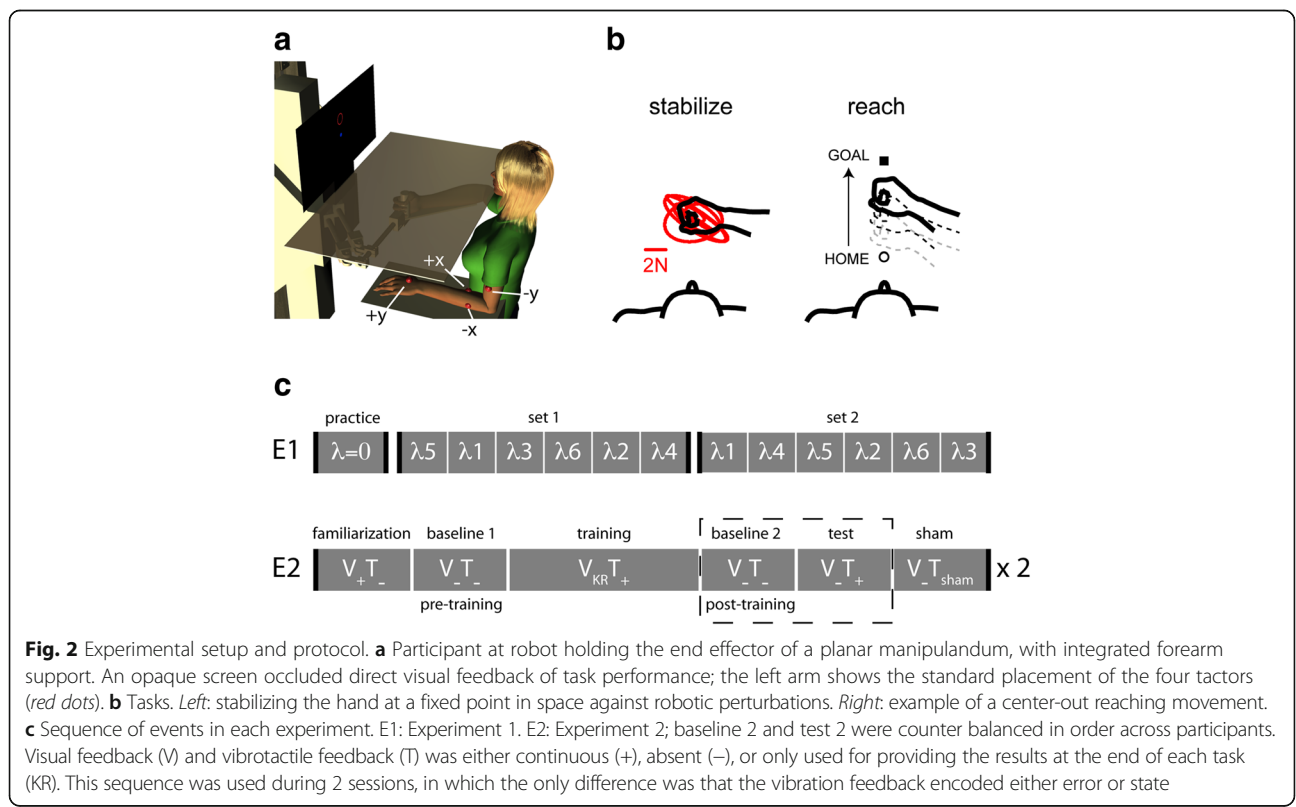 a
+x
-y
+y
-x
b
stabilize
reach
2N
GOAL
HOME
c
practice
set 1
set 2
E1
λ=0
λ5 λ1 λ3 λ6 λ2 λ4
λ1 λ4 λ5 λ2 λ6 λ3
familiarization baseline 1 training baseline 2 test sham
E2
V+T− V−T− VKRT+ V−T− V−T+ V−Tsham x 2
pre-training post-training
Fig. 2 Experimental setup and protocol. a Participant at robot holding the end effector of a planar manipulandum, with integrated forearm
support. An opaque screen occluded direct visual feedback of task performance; the left arm shows the standard placement of the four tactors
(red dots). b Tasks. Left: stabilizing the hand at a fixed point in space against robotic perturbations. Right: example of a center-out reaching movement.
c Sequence of events in each experiment. E1: Experiment 1. E2: Experiment 2; baseline 2 and test 2 were counter balanced in order across participants.
Visual feedback (V) and vibrotactile feedback (T) was either continuous (+), absent (−), or only used for providing the results at the end of each task
(KR). This sequence was used during 2 sessions, in which the only difference was that the vibration feedback encoded either error or state